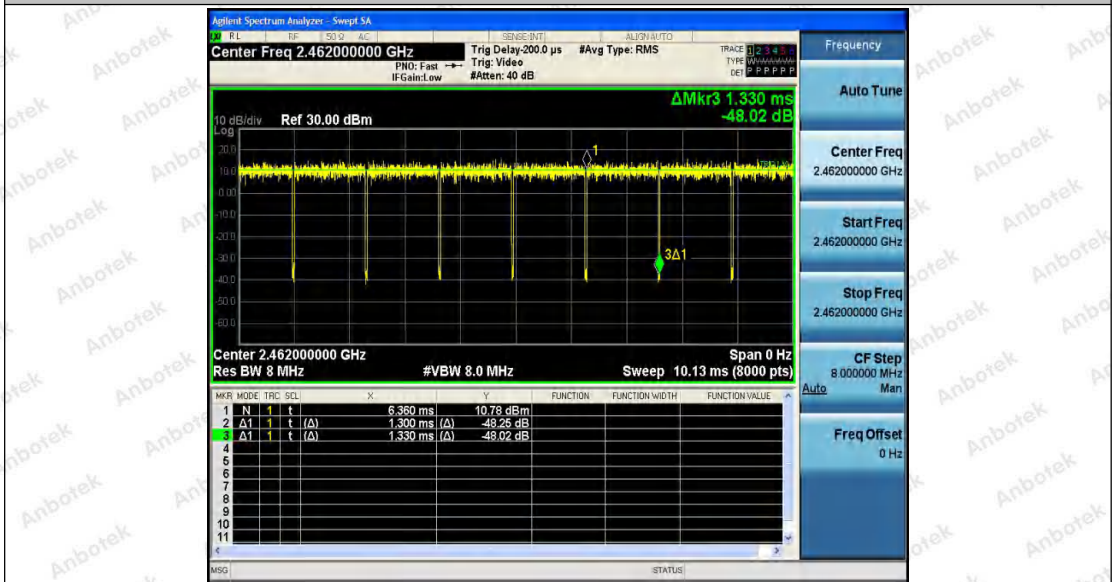 Agilent Spectrum Analyzer - Swept SA
RL RF 50 Ω AC SENSE:INT ALIGNAUTO
Center Freq 2.462000000 GHz
PNO: Fast
IFGain:Low
Trig Delay-200.0 µs
Trig: Video
#Atten: 40 dB
#Avg Type: RMS
TRACE 1 2 3 4 5 6
TYPE
DET P P P P P P
ΔMkr3 1.330 ms
-48.02 dB
10 dB/div Ref 30.00 dBm
Log
20.0
10.0
0.00
-10.0
-20.0
-30.0
-40.0
-50.0
-60.0
1
3Δ1
Center 2.462000000 GHz Span 0 Hz
Res BW 8 MHz #VBW 8.0 MHz Sweep 10.13 ms (8000 pts)
MKR MODE TRC SCL X Y FUNCTION FUNCTION WIDTH FUNCTION VALUE
1 N 1 t 6.360 ms 10.78 dBm
2 Δ1 1 t (Δ) 1.300 ms (Δ) -48.25 dB
3 Δ1 1 t (Δ) 1.330 ms (Δ) -48.02 dB
4
5
6
7
8
9
10
11
MSG STATUS
Frequency
Auto Tune
Center Freq
2.462000000 GHz
Start Freq
2.462000000 GHz
Stop Freq
2.462000000 GHz
CF Step
8.000000 MHz
Auto Man
Freq Offset
0 Hz
Anbotek